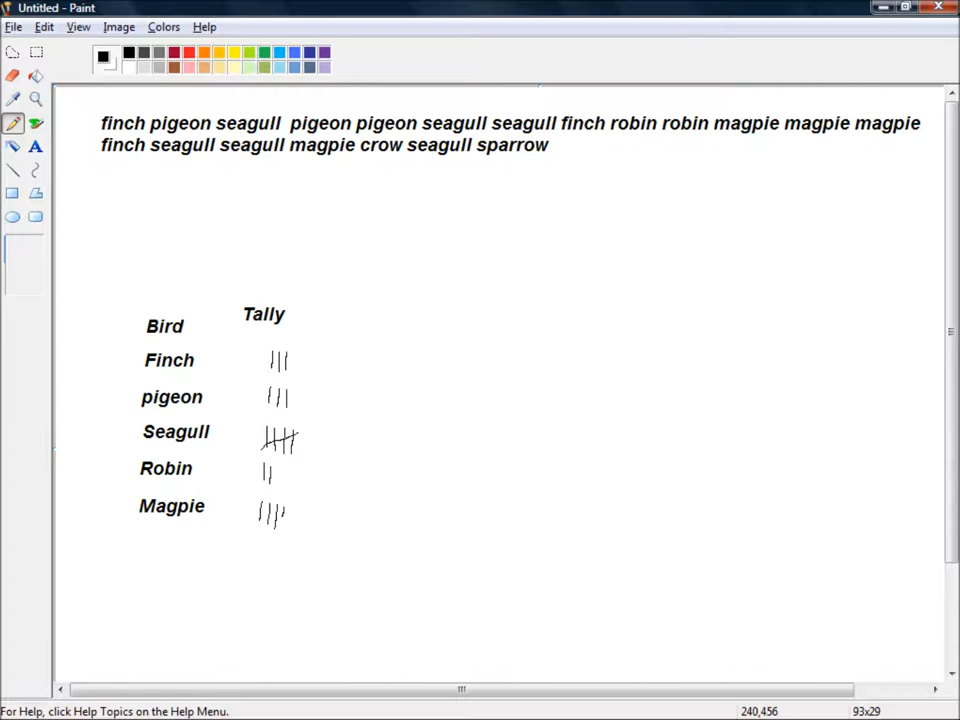 Untitled - Paint
File Edit View Image Colors Help
finch pigeon seagull pigeon pigeon seagull seagull finch robin robin magpie magpie magpie
finch seagull seagull magpie crow seagull sparrow
Tally
Bird
Finch
pigeon
Seagull
Robin
Magpie
For Help, click Help Topics on the Help Menu. 240,456 93x29